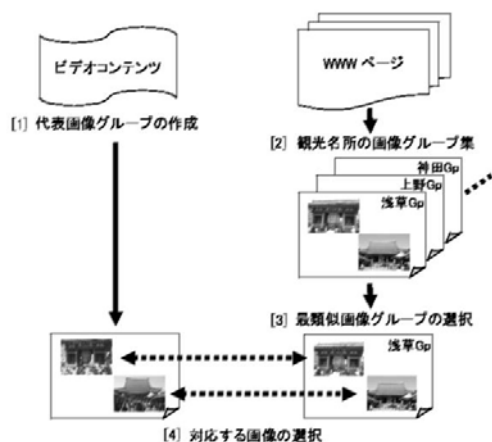 ビデオコンテンツ
WWW ページ
[1] 代表画像グループの作成
[2] 観光名所の画像グループ集
神田Gp
上野Gp
浅草Gp
[3] 最類似画像グループの選択
浅草Gp
[4] 対応する画像の選択